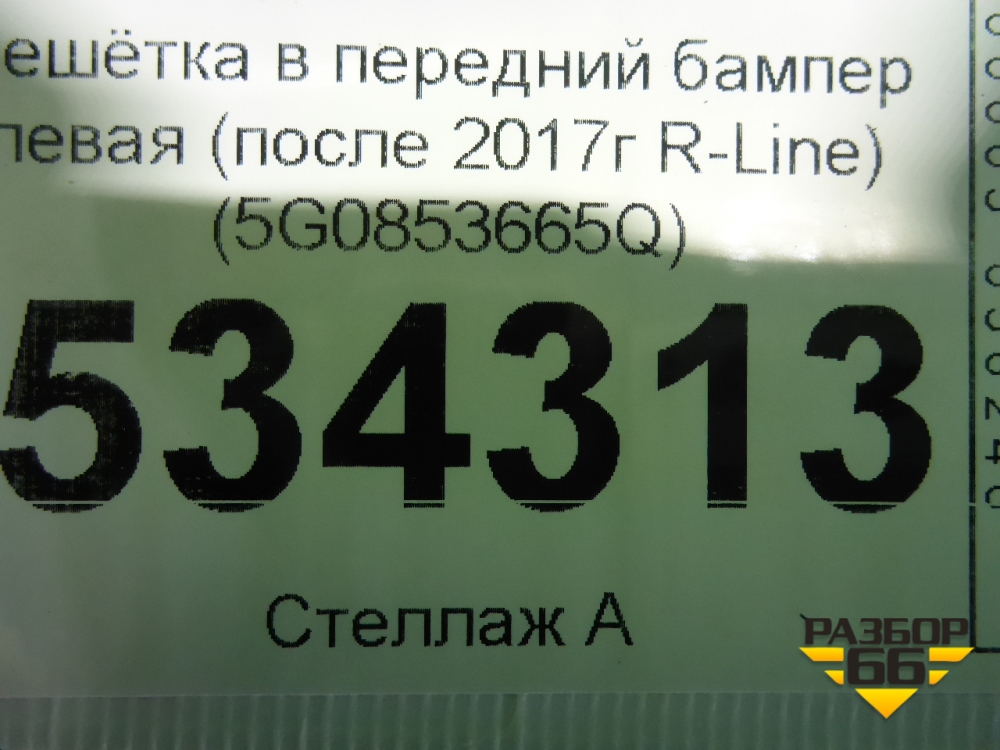 ешётка в передний бампер
левая (после 2017г R-Line)
(5G0853665Q)
534313
Стеллаж А
РАЗБОР
66